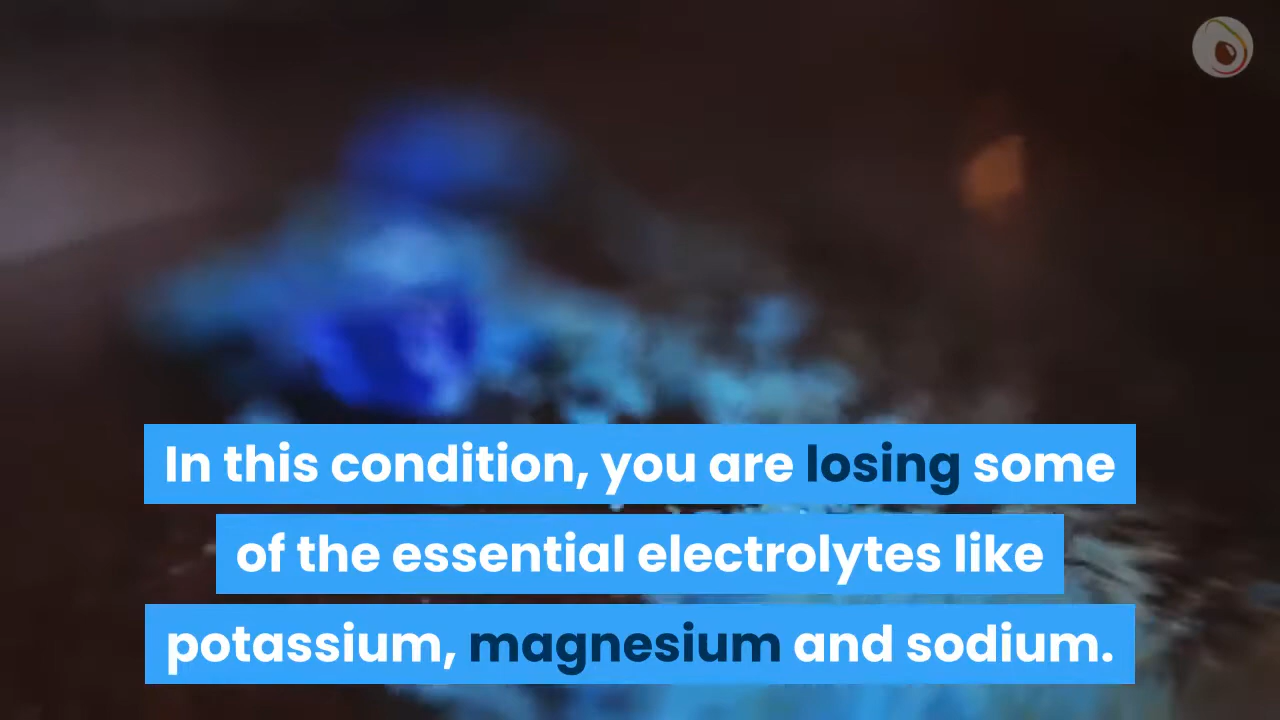 In this condition, you are losing some
of the essential electrolytes like
potassium, magnesium and sodium.